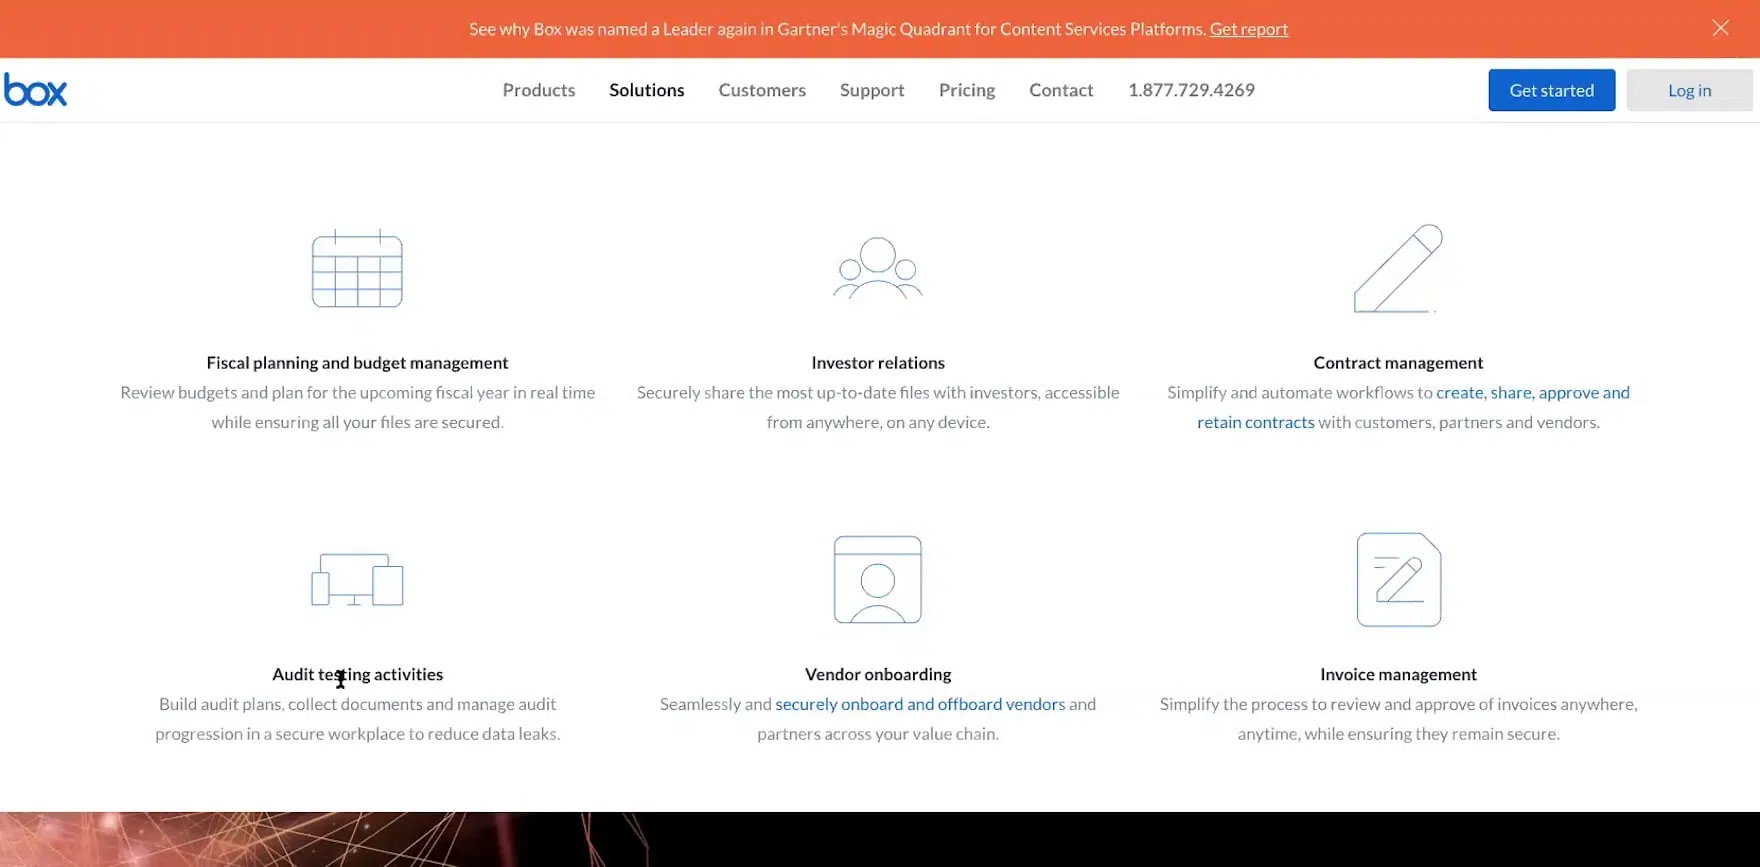 See why Box was named a Leader again in Gartner's Magic Quadrant for Content Services Platforms. Get report
box
Products
Solutions
Customers
Support
Pricing
Contact
1.877.729.4269
Get started
Log in
Fiscal planning and budget management
Review budgets and plan for the upcoming fiscal year in real time
while ensuring all your files are secured.
Investor relations
Securely share the most up-to-date files with investors, accessible
from anywhere, on any device.
Contract management
Simplify and automate workflows to create, share, approve and
retain contracts with customers, partners and vendors.
Audit testing activities
Build audit plans, collect documents and manage audit
progression in a secure workplace to reduce data leaks.
Vendor onboarding
Seamlessly and securely onboard and offboard vendors and
partners across your value chain.
Invoice management
Simplify the process to review and approve of invoices anywhere,
anytime, while ensuring they remain secure.